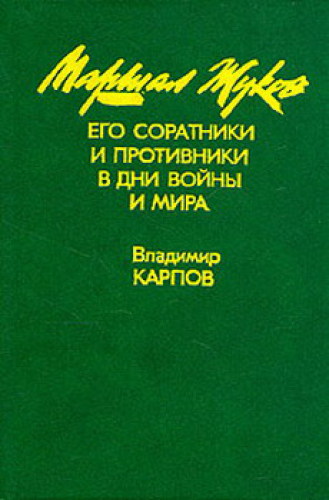 Маршал Жуков
ЕГО СОРАТНИКИ
И ПРОТИВНИКИ
В ДНИ ВОЙНЫ
И МИРА
Владимир
КАРПОВ